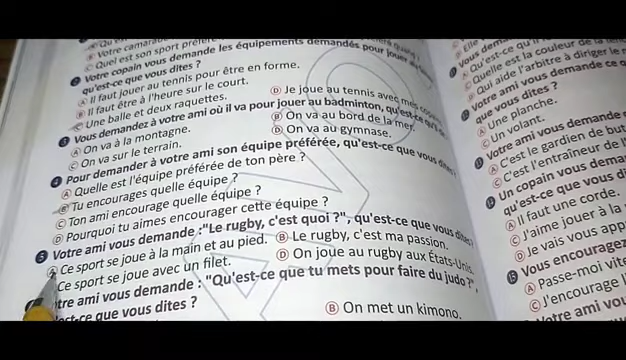 Quel est son sport préféré
Votre copain vous demande les équipements demandés pour jouer
qu'est-ce que vous dites ?
A Il faut jouer au tennis pour être en forme.
B Il faut être à l'heure sur le court.
C Une balle et deux raquettes.
D Je joue au tennis avec mes
3 Vous demandez à votre ami où il va pour jouer au badminton,
A On va à la montagne.
B On va au bord de la mer.
C On va sur le terrain.
D On va au gymnase.
4 Pour demander à votre ami son équipe préférée, qu'est-ce que vous dites
A Quelle est l'équipe préférée de ton père ?
B Tu encourages quelle équipe ?
C Ton ami encourage quelle équipe ?
D Pourquoi tu aimes encourager cette équipe ?
5 Votre ami vous demande :"Le rugby, c'est quoi ?", qu'est-ce que vous dites
A Ce sport se joue à la main et au pied.
B Le rugby, c'est ma passion.
Ce sport se joue avec un filet.
D On joue au rugby aux États-Unis.
tre ami vous demande : "Qu'est-ce que tu mets pour faire du judo ?",
est-ce que vous dites ?
B On met un kimono.
Vous dem
A Qu'est-ce qu'il
C Quelle est la couleur de
Qui aide l'arbitre à diriger le
Votre ami vous demande ce
que vous dites ?
A Une planche.
C Un volant.
Votre ami vous demande
A C'est le gardien de but
C C'est l'entraîneur de l'
Un copain vous dema
qu'est-ce que vous di
A Il faut une corde.
C J'aime jouer à la
D Je vais vous app
15 Vous encouragez
A Passe-moi vite
C J'encourage l'
Votre ami vou